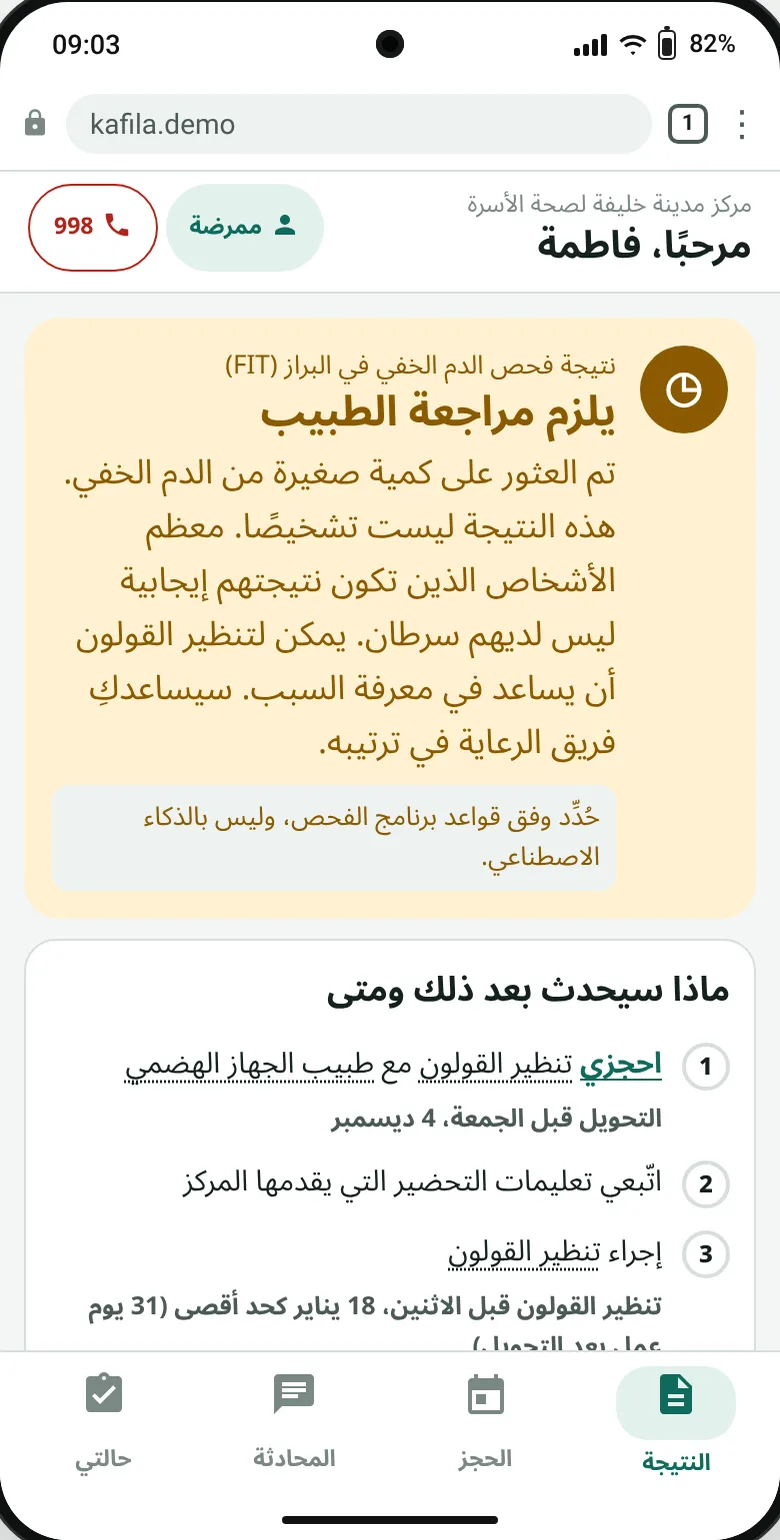 09:03
82%
kafila.demo
1
مركز مدينة خليفة لصحة الأسرة
مرحبًا، فاطمة
ممرضة
998
نتيجة فحص الدم الخفي في البراز (FIT)
يلزم مراجعة الطبيب
تم العثور على كمية صغيرة من الدم الخفي.
هذه النتيجة ليست تشخيصًا. معظم
الأشخاص الذين تكون نتيجتهم إيجابية
ليس لديهم سرطان. يمكن لتنظير القولون
أن يساعد في معرفة السبب. سيساعدكِ
فريق الرعاية في ترتيبه.
حُدِّد وفق قواعد برنامج الفحص، وليس بالذكاء
الاصطناعي.
ماذا سيحدث بعد ذلك ومتى
1 احجزي تنظير القولون مع طبيب الجهاز الهضمي
التحويل قبل الجمعة، 4 ديسمبر
2 اتّبعي تعليمات التحضير التي يقدمها المركز
3 إجراء تنظير القولون
تنظير القولون قبل الاثنين، 18 يناير كحد أقصى (31 يوم
عمل بعد التحويل)
النتيجة
الحجز
المحادثة
حالتي